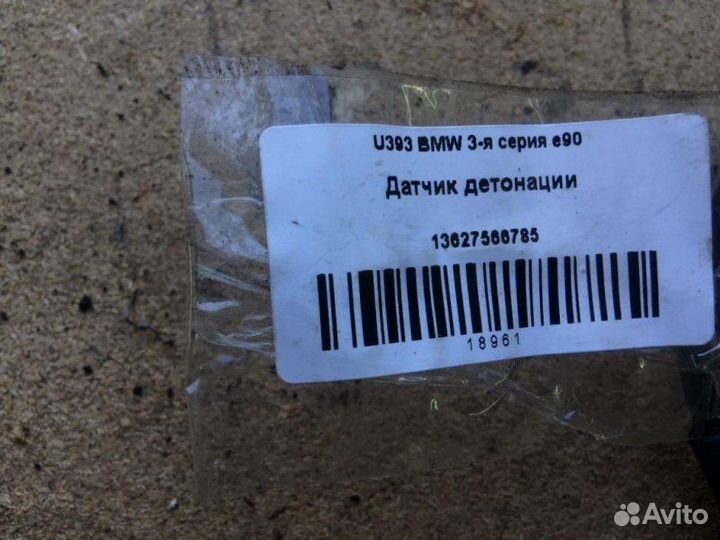 U393 BMW 3-я серия e90
Датчик детонации
13627566785
18961
Avito